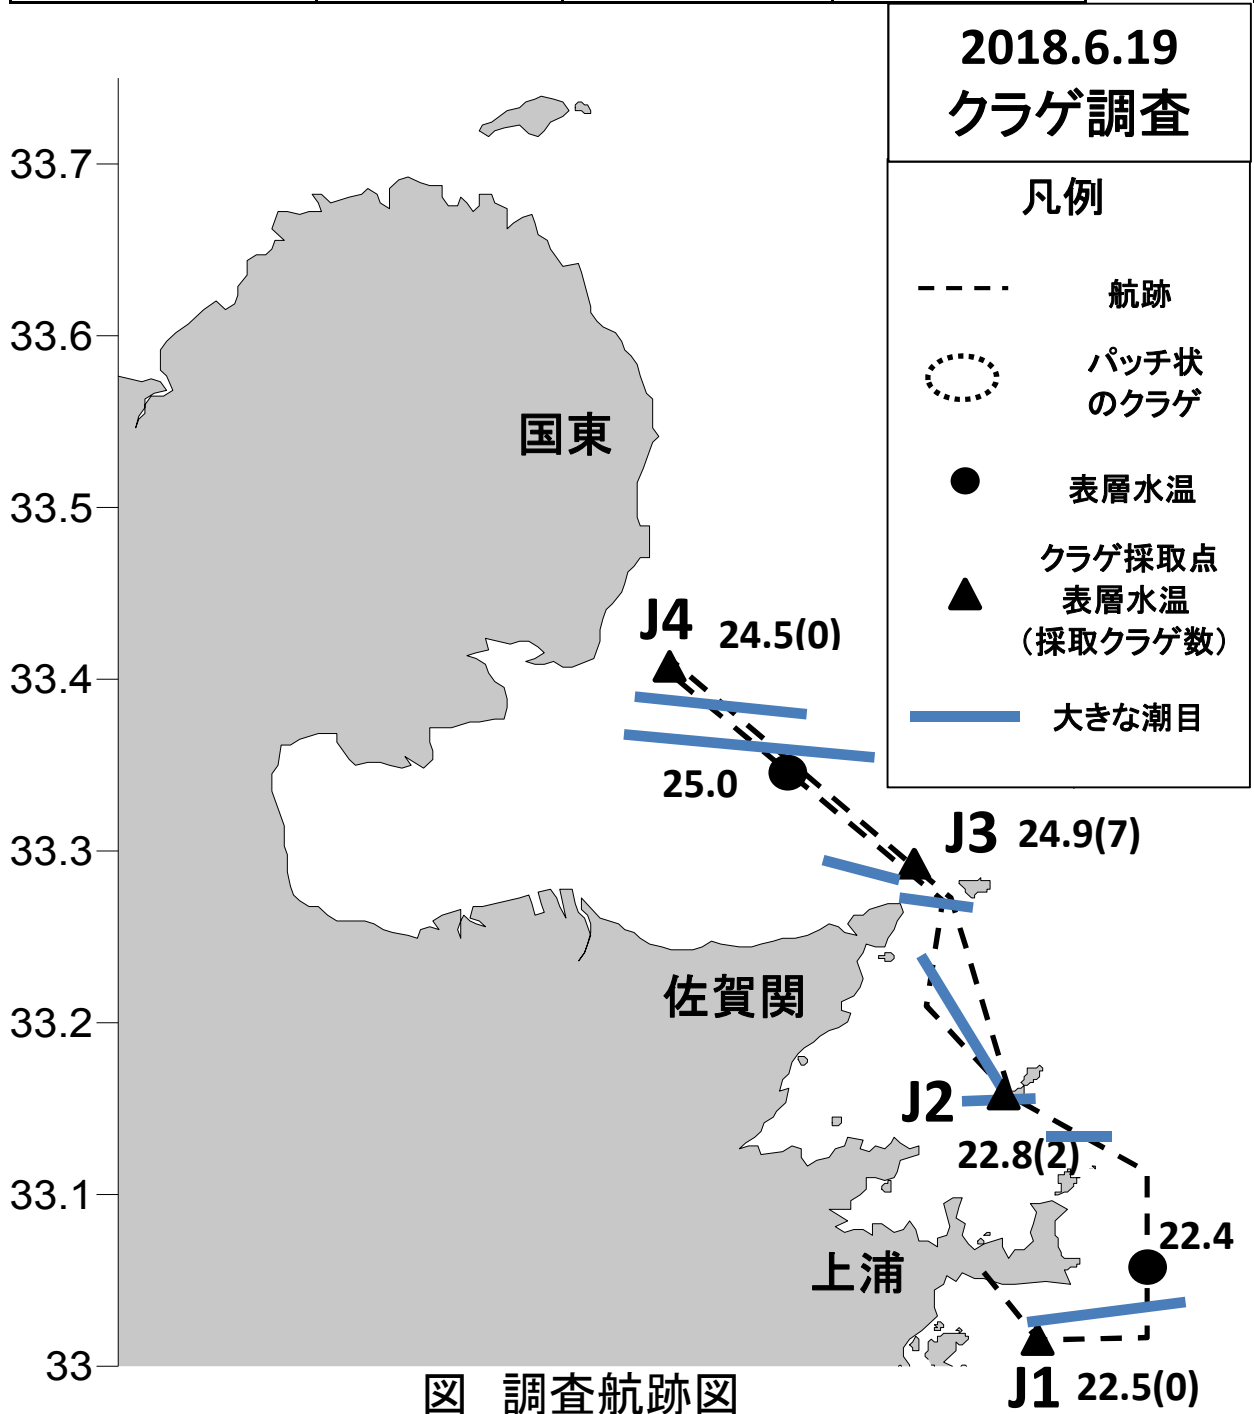 2018.6.19
クラゲ調査
凡例
航跡
パッチ状
のクラゲ
表層水温
クラゲ採取点
表層水温
（採取クラゲ数）
大きな潮目
33.7
33.6
33.5
33.4
33.3
33.2
33.1
33
国東
J4 24.5(0)
25.0
J3 24.9(7)
佐賀関
J2
22.8(2)
22.4
上浦
J1 22.5(0)
図 調査航跡図